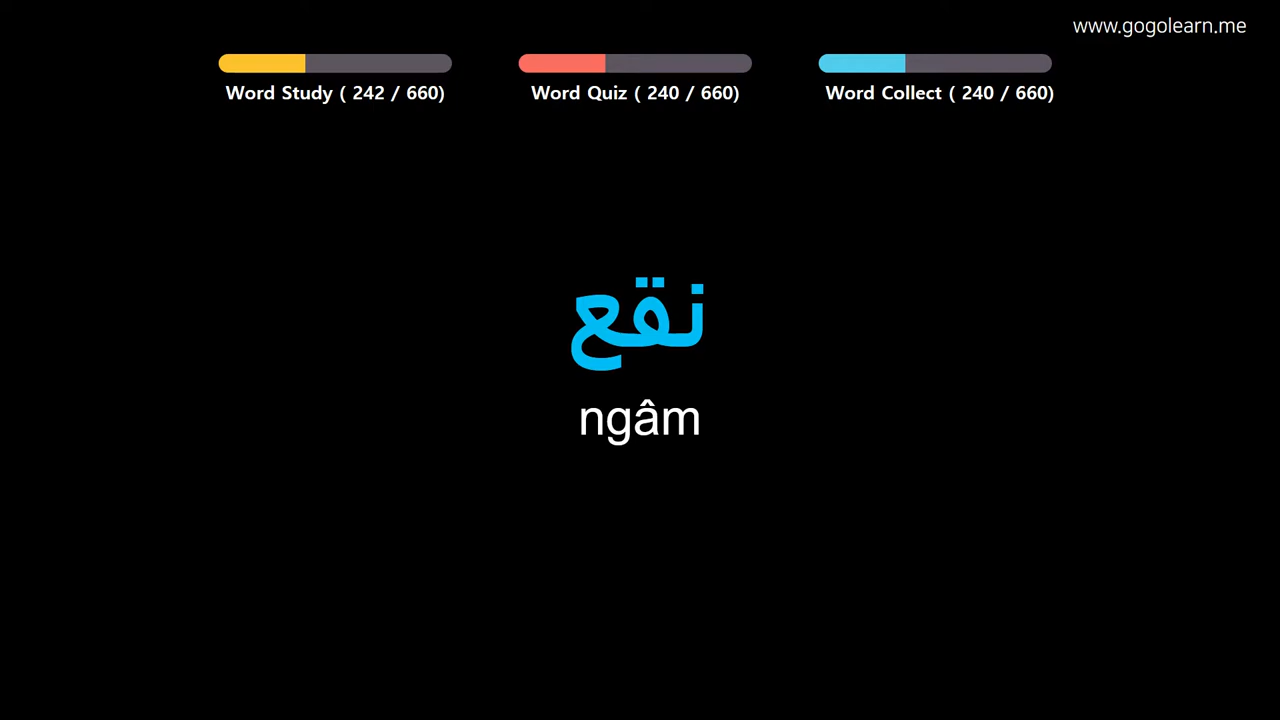 www.gogolearn.me
Word Study ( 242 / 660)
Word Quiz ( 240 / 660)
Word Collect ( 240 / 660)
نقع
ngâm